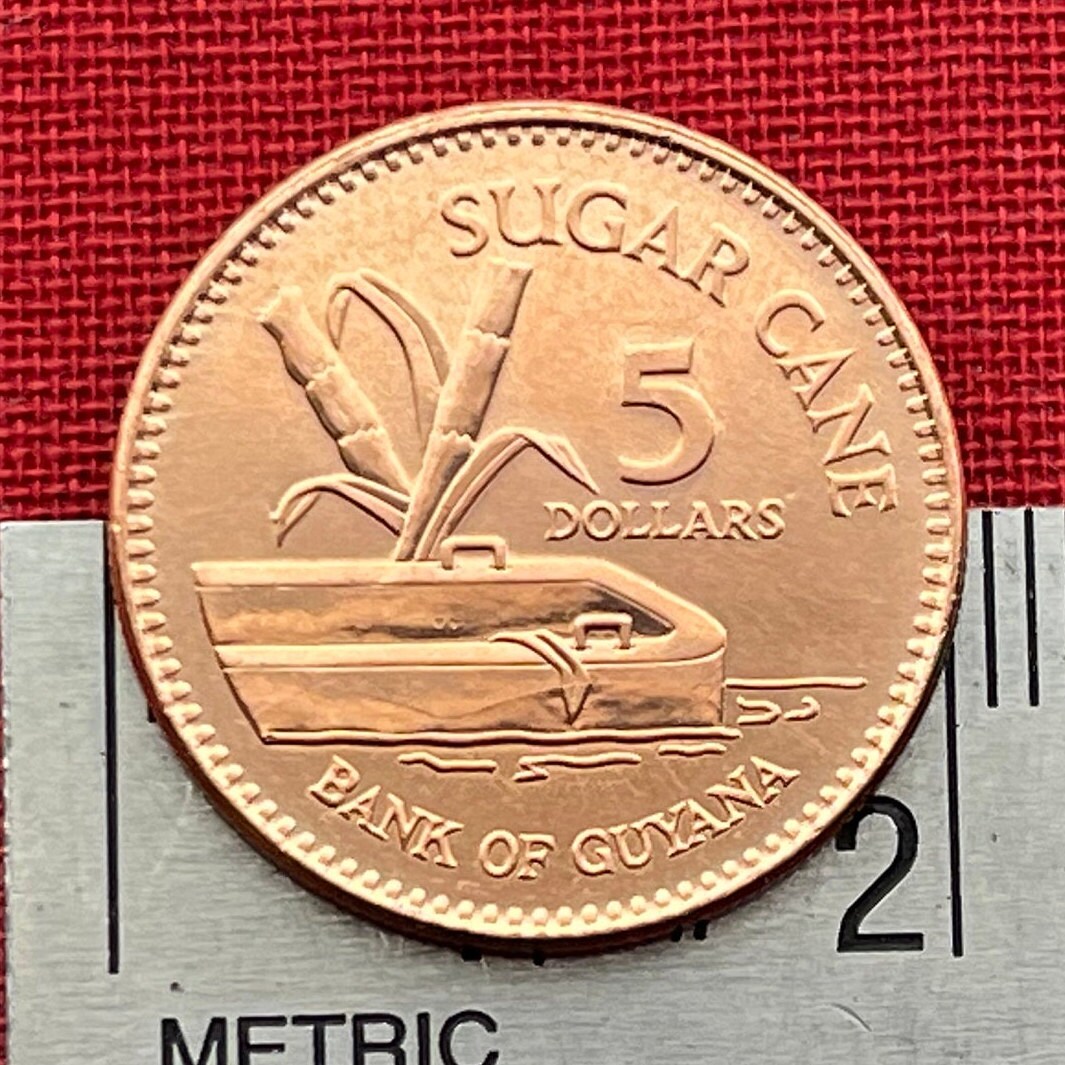 SUGAR CANE
5
DOLLARS
BANK OF GUYANA
2
METRIC